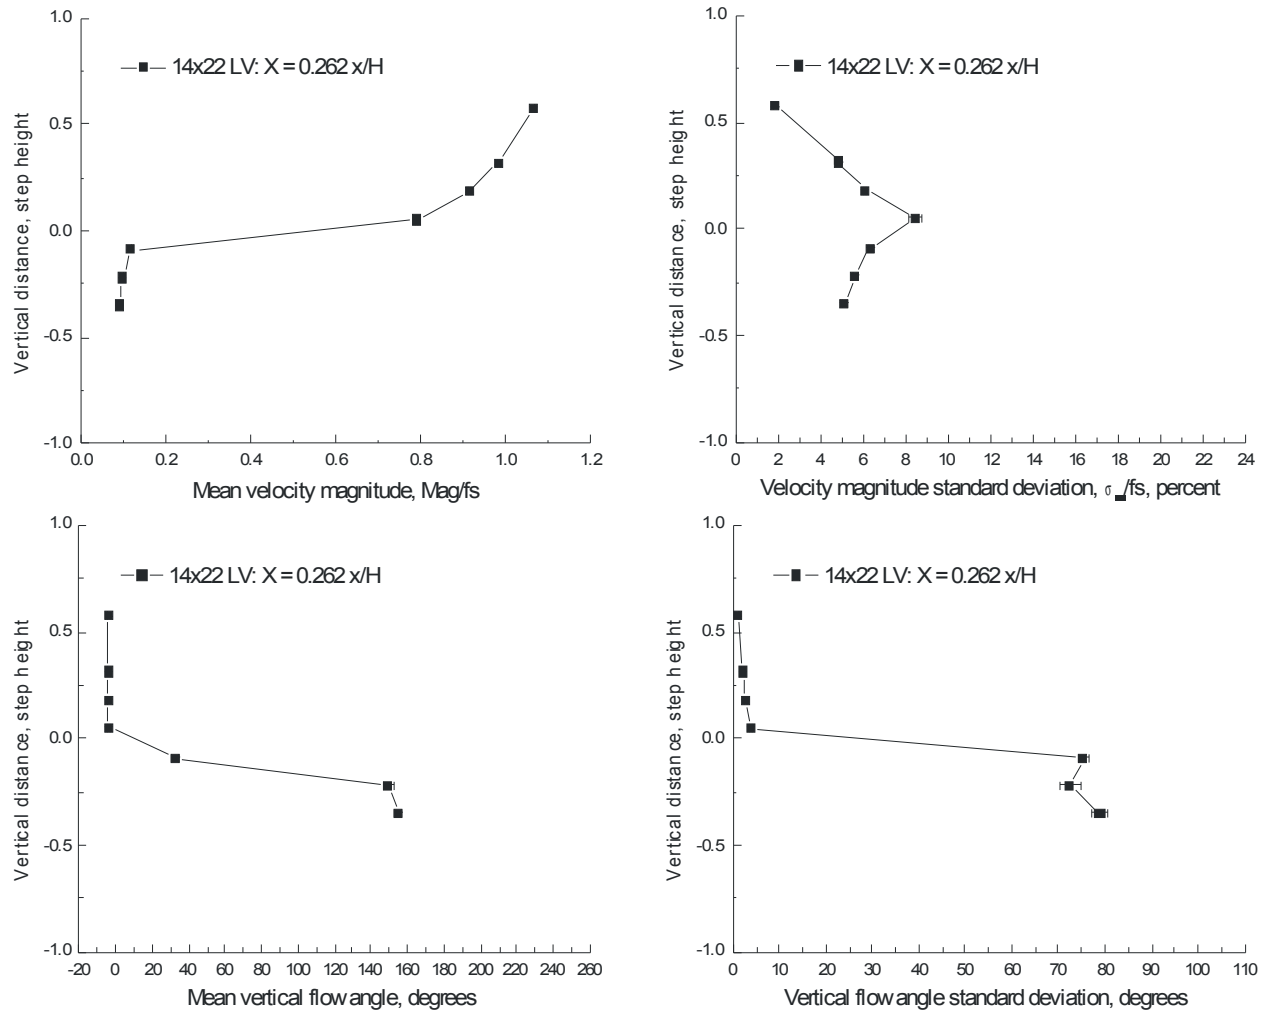 1.0
14x22 LV: X = 0.262 x/H
0.5
0.0
-0.5
-1.0
Vertical distance, step height
0.0 0.2 0.4 0.6 0.8 1.0 1.2
Mean velocity magnitude, Mag/fs
1.0
14x22 LV: X = 0.262 x/H
0.5
0.0
-0.5
-1.0
Vertical distance, step height
0 2 4 6 8 10 12 14 16 18 20 22 24
Velocity magnitude standard deviation, σ /fs, percent
1.0
14x22 LV: X = 0.262 x/H
0.5
0.0
-0.5
-1.0
Vertical distance, step height
-20 0 20 40 60 80 100 120 140 160 180 200 220 240 260
Mean vertical flow angle, degrees
1.0
14x22 LV: X = 0.262 x/H
0.5
0.0
-0.5
-1.0
Vertical distance, step height
0 10 20 30 40 50 60 70 80 90 100 110
Vertical flow angle standard deviation, degrees